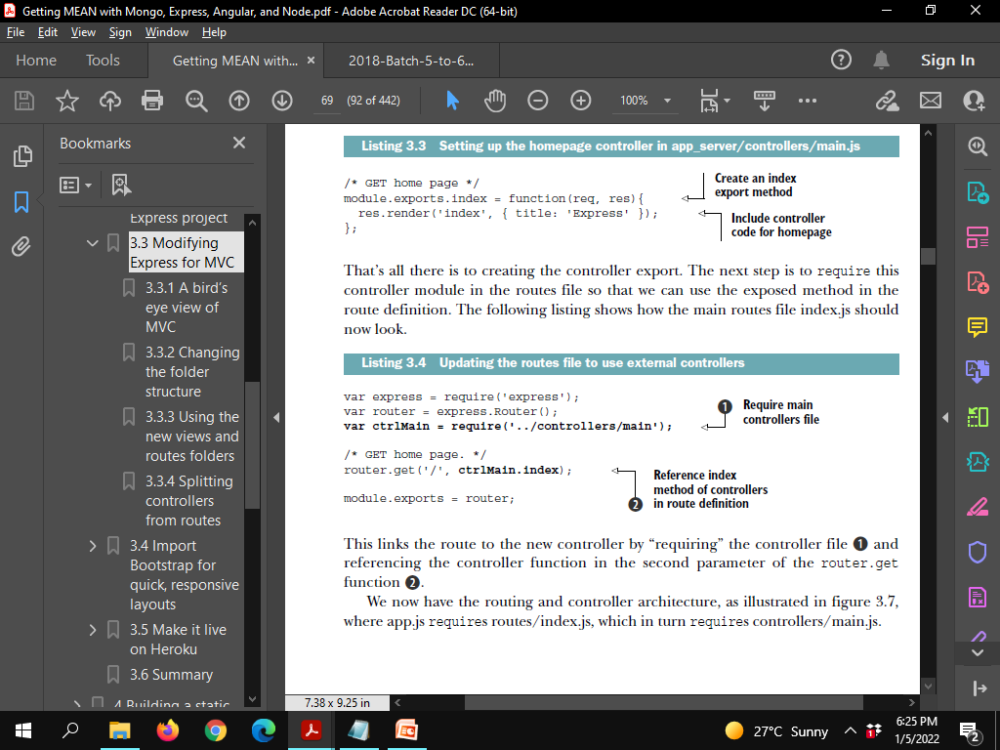 Getting MEAN with Mongo, Express, Angular, and Node.pdf - Adobe Acrobat Reader DC (64-bit)
File Edit View Sign Window Help
Home Tools Getting MEAN with... × 2018-Batch-5-to-6... ? Sign In
69 (92 of 442) 100%
Bookmarks
Express project
3.3 Modifying
Express for MVC
3.3.1 A bird's
eye view of
MVC
3.3.2 Changing
the folder
structure
3.3.3 Using the
new views and
routes folders
3.3.4 Splitting
controllers
from routes
3.4 Import
Bootstrap for
quick, responsive
layouts
3.5 Make it live
on Heroku
3.6 Summary
4 Building a static
Listing 3.3 Setting up the homepage controller in app_server/controllers/main.js
/* GET home page */
module.exports.index = function(req, res){
res.render('index', { title: 'Express' });
};
Create an index
export method
Include controller
code for homepage
That's all there is to creating the controller export. The next step is to require this
controller module in the routes file so that we can use the exposed method in the
route definition. The following listing shows how the main routes file index.js should
now look.
Listing 3.4 Updating the routes file to use external controllers
var express = require('express');
var router = express.Router();
var ctrlMain = require('../controllers/main');
1 Require main
controllers file
/* GET home page. */
router.get('/', ctrlMain.index);
module.exports = router;
Reference index
method of controllers
2 in route definition
This links the route to the new controller by “requiring” the controller file 1 and
referencing the controller function in the second parameter of the router.get
function 2.
We now have the routing and controller architecture, as illustrated in figure 3.7,
where app.js requires routes/index.js, which in turn requires controllers/main.js.
7.38 x 9.25 in
27°C Sunny
1
6:25 PM
1/5/2022
2